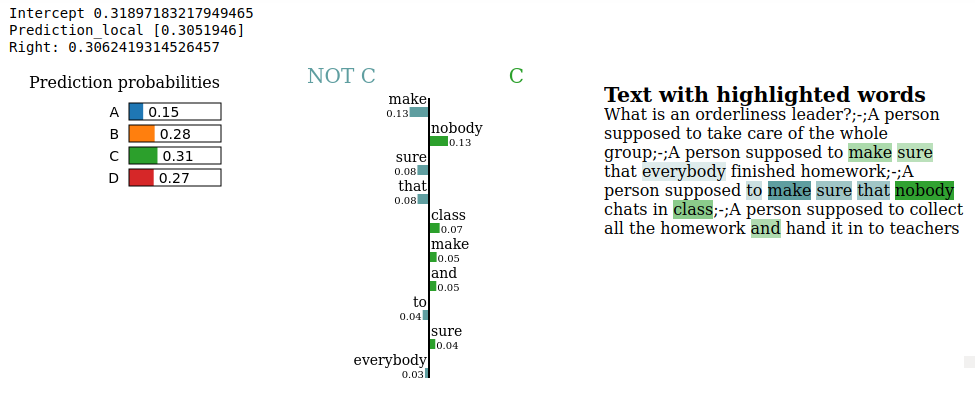 Intercept 0.31897183217949465
Prediction_local [0.3051946]
Right: 0.3062419314526457
Prediction probabilities
A 0.15
B 0.28
C 0.31
D 0.27
NOT C
C
make
0.13
nobody
0.13
sure
0.08
that
0.08
class
0.07
make
0.05
and
0.05
to
0.04
sure
0.04
everybody
0.03
Text with highlighted words
What is an orderliness leader?;-;A person
supposed to take care of the whole
group;-;A person supposed to make sure
that everybody finished homework;-;A
person supposed to make sure that nobody
chats in class;-;A person supposed to collect
all the homework and hand it in to teachers